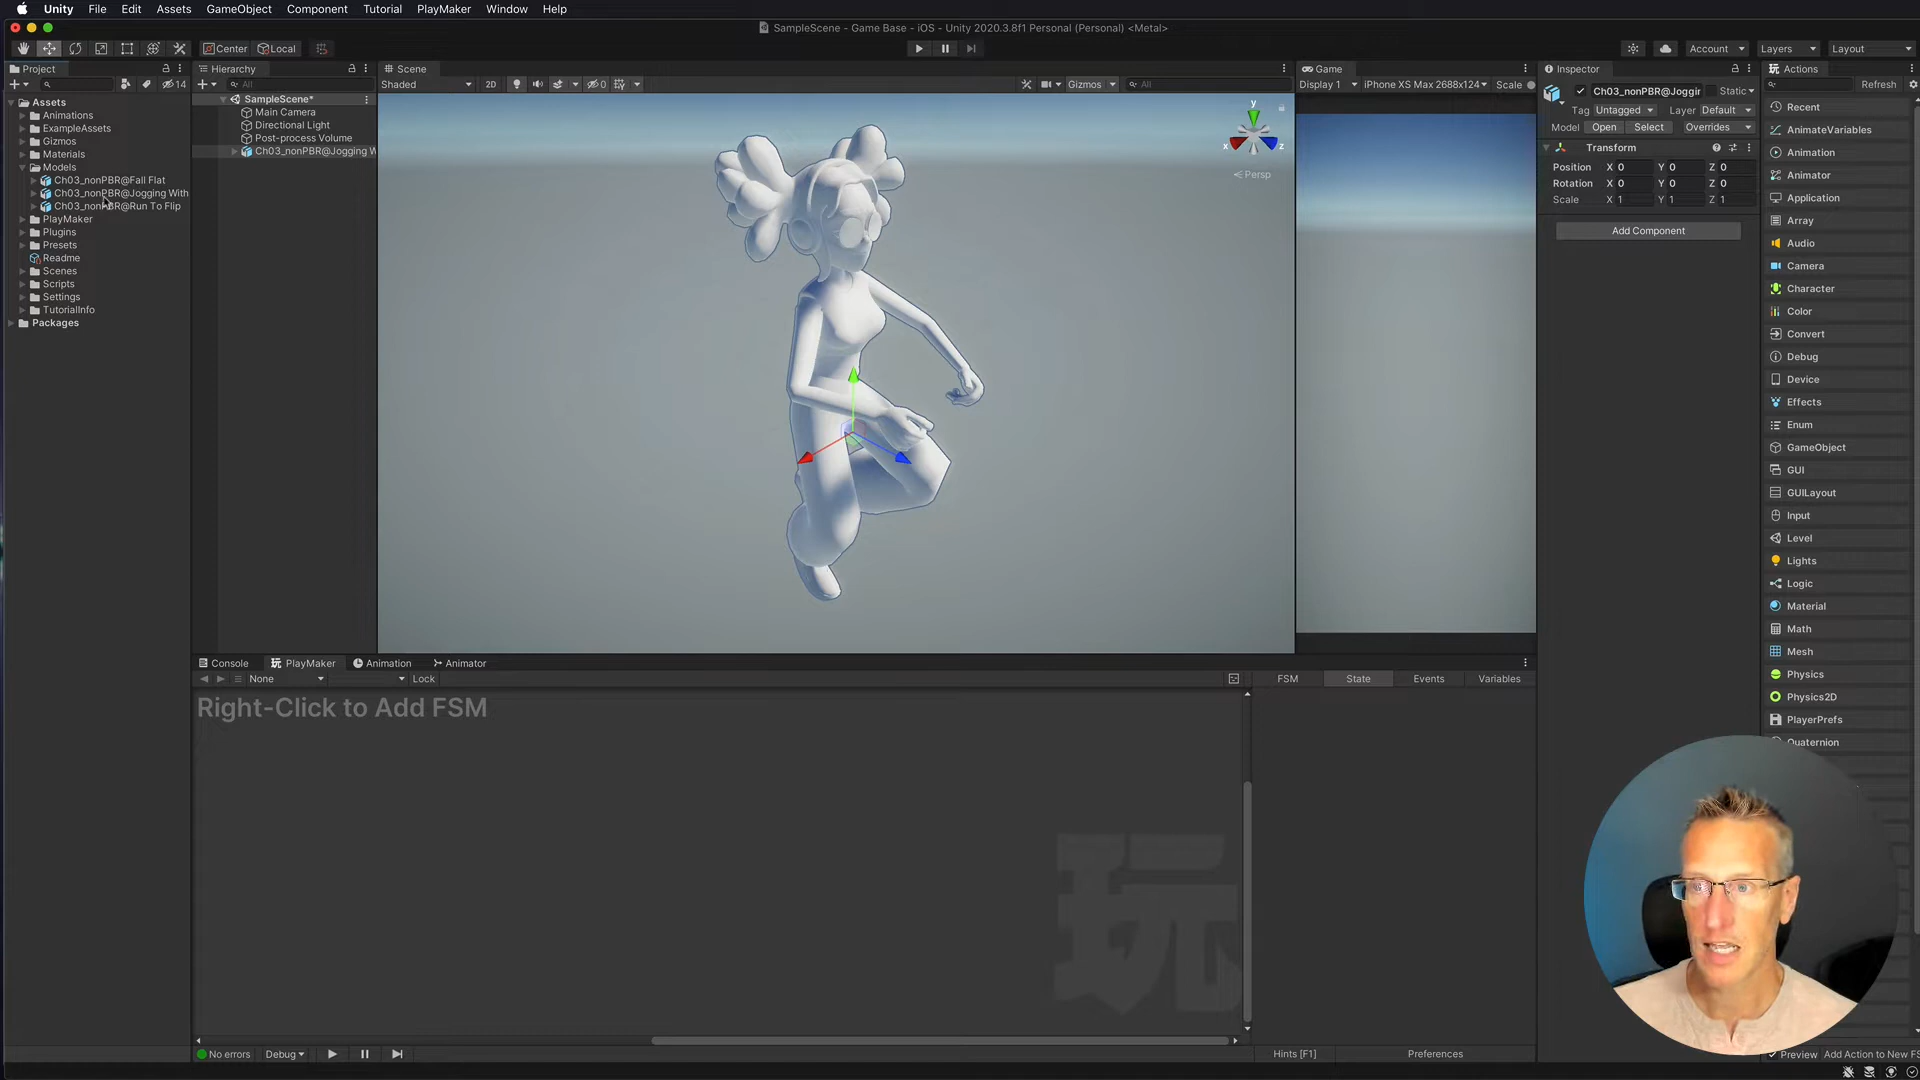 Unity File Edit Assets GameObject Component Tutorial PlayMaker Window Help
SampleScene - Game Base - iOS - Unity 2020.3.8f1 Personal (Personal) <Metal>
Center Local Account Layers Layout
Project
14
Assets
Animations
ExampleAssets
Gizmos
Materials
Models
Ch03_nonPBR@Fall Flat
Ch03_nonPBR@Jogging With
Ch03_nonPBR@Run To Flip
PlayMaker
Plugins
Presets
Readme
Scenes
Scripts
Settings
TutorialInfo
Packages
Hierarchy
All
SampleScene*
Main Camera
Directional Light
Post-process Volume
Ch03_nonPBR@Jogging W
Scene
Shaded 2D 0 Gizmos All
y
x z
Persp
Game
Display 1 iPhone XS Max 2688x124 Scale
Inspector
Ch03_nonPBR@Joggir Static
Tag Untagged Layer Default
Model Open Select Overrides
Transform
Position X 0 Y 0 Z 0
Rotation X 0 Y 0 Z 0
Scale X 1 Y 1 Z 1
Add Component
Actions
Refresh
Recent
AnimateVariables
Animation
Animator
Application
Array
Audio
Camera
Character
Color
Convert
Debug
Device
Effects
Enum
GameObject
GUI
GUILayout
Input
Level
Lights
Logic
Material
Math
Mesh
Physics
Physics2D
PlayerPrefs
Quaternion
Preview Add Action to New FS
Console 玩 PlayMaker Animation Animator
None Lock FSM State Events Variables
Right-Click to Add FSM
玩
No errors Debug Hints [F1] Preferences